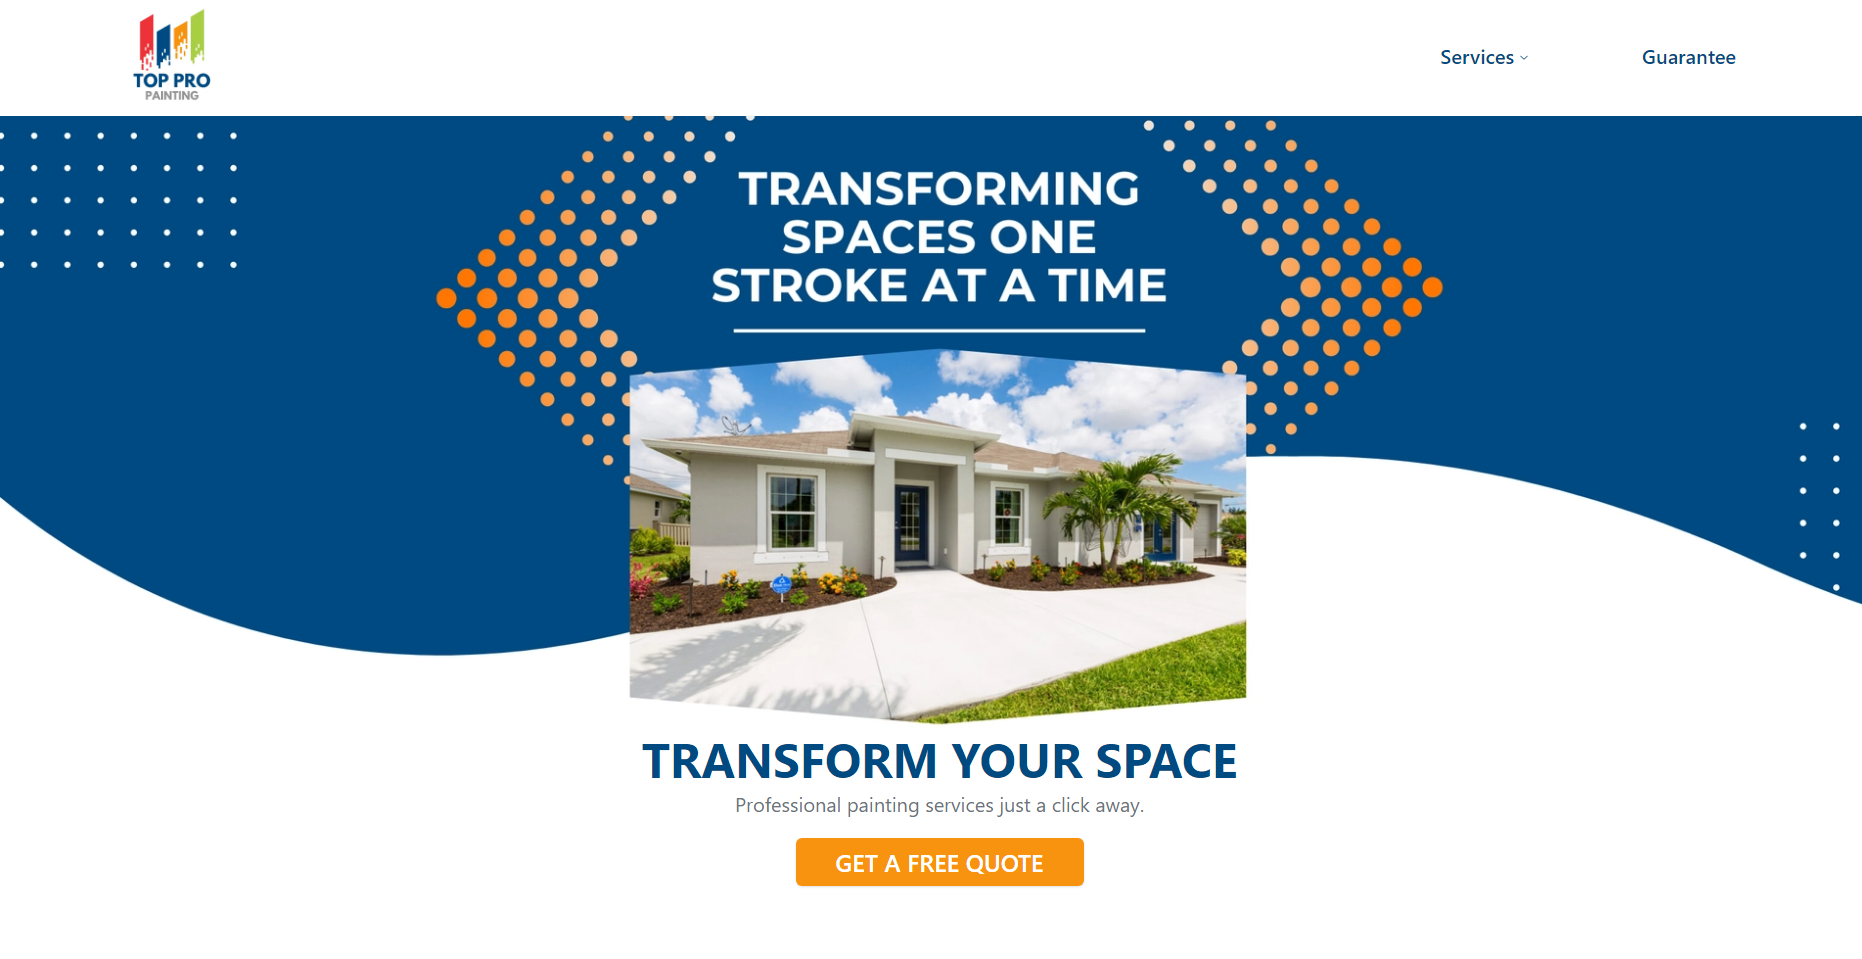 TOP PRO
PAINTING
Services
Guarantee
TRANSFORMING
SPACES ONE
STROKE AT A TIME
TRANSFORM YOUR SPACE
Professional painting services just a click away.
GET A FREE QUOTE